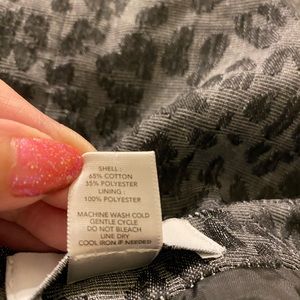 SHELL :
65% COTTON
35% POLYESTER
LINING :
100% POLYESTER
MACHINE WASH COLD
GENTLE CYCLE
DO NOT BLEACH
LINE DRY
COOL IRON IF NEEDED